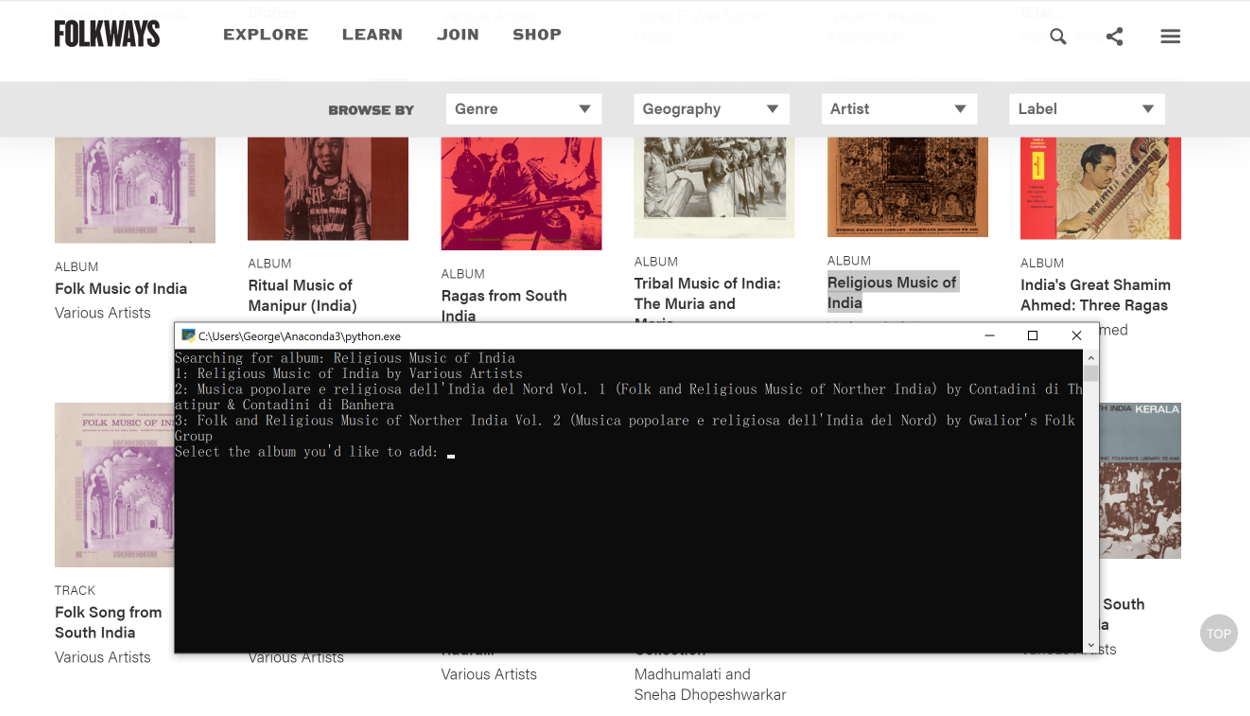 Stories
Various Artists
FOLKWAYS
EXPLORE LEARN JOIN SHOP
BROWSE BY Genre Geography Artist Label
ALBUM
Folk Music of India
Various Artists
ALBUM
Ritual Music of
Manipur (India)
ALBUM
Ragas from South
India
ALBUM
Tribal Music of India:
The Muria and
ALBUM
Religious Music of
India
ALBUM
India's Great Shamim
Ahmed: Three Ragas
med
C:\Users\George\Anaconda3\python.exe
Searching for album: Religious Music of India
1: Religious Music of India by Various Artists
2: Musica popolare e religiosa dell'India del Nord Vol. 1 (Folk and Religious Music of Norther India) by Contadini di Th
atipur & Contadini di Banhera
3: Folk and Religious Music of Norther India Vol. 2 (Musica popolare e religiosa dell'India del Nord) by Gwalior's Folk
Group
Select the album you'd like to add:
FOLK MUSIC OF IN
TH INDIA KERALA
TRACK
Folk Song from
South India
Various Artists
Various Artists
Various Artists
Madhumalati and
Sneha Dhopeshwarkar
South
a
TOP